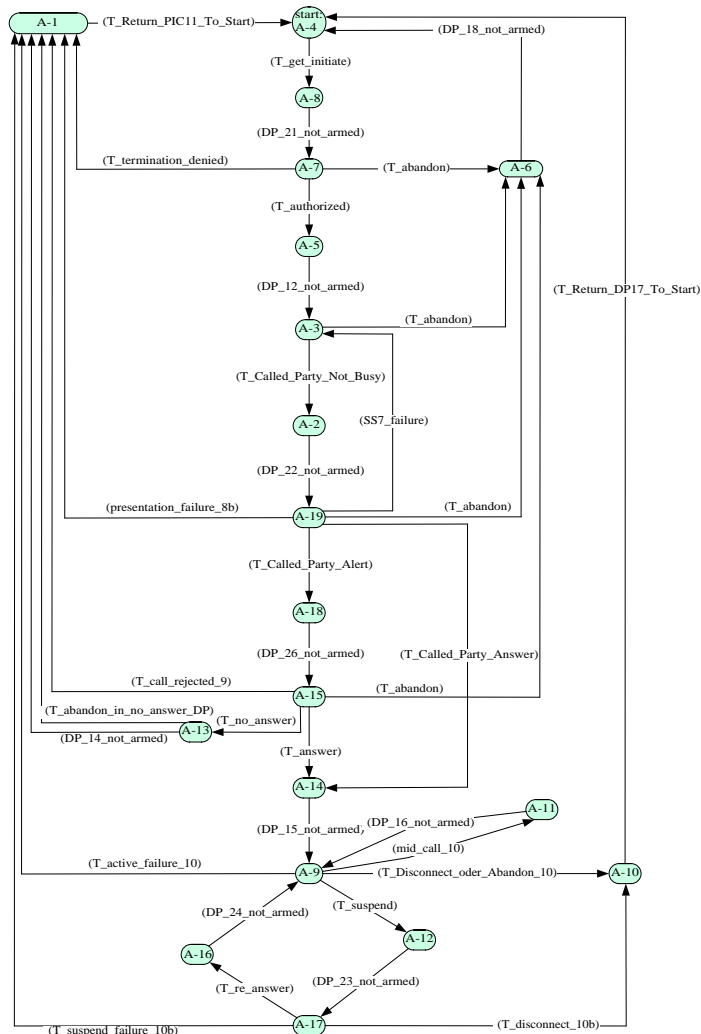 A-1
(T_Return_PIC11_To_Start)
start:
A-4
(DP_18_not_armed)
(T_get_initiate)
A-8
(DP_21_not_armed)
(T_termination_denied)
A-7
(T_abandon)
A-6
(T_authorized)
A-5
(DP_12_not_armed)
(T_Return_DP17_To_Start)
A-3
(T_abandon)
(T_Called_Party_Not_Busy)
A-2
(SS7_failure)
(DP_22_not_armed)
(presentation_failure_8b)
A-19
(T_abandon)
(T_Called_Party_Alert)
A-18
(DP_26_not_armed)
(T_Called_Party_Answer)
(T_call_rejected_9)
A-15
(T_abandon)
(T_abandon_in_no_answer_DP)
(T_no_answer)
A-13
(DP_14_not_armed)
(T_answer)
A-14
A-11
(DP_15_not_armed)
(DP_16_not_armed)
(mid_call_10)
(T_active_failure_10)
A-9
(T_Disconnect_oder_Abandon_10)
A-10
(T_suspend)
(DP_24_not_armed)
A-12
A-16
(DP_23_not_armed)
(T_re_answer)
(T_suspend_failure_10b)
A-17
(T_disconnect_10b)